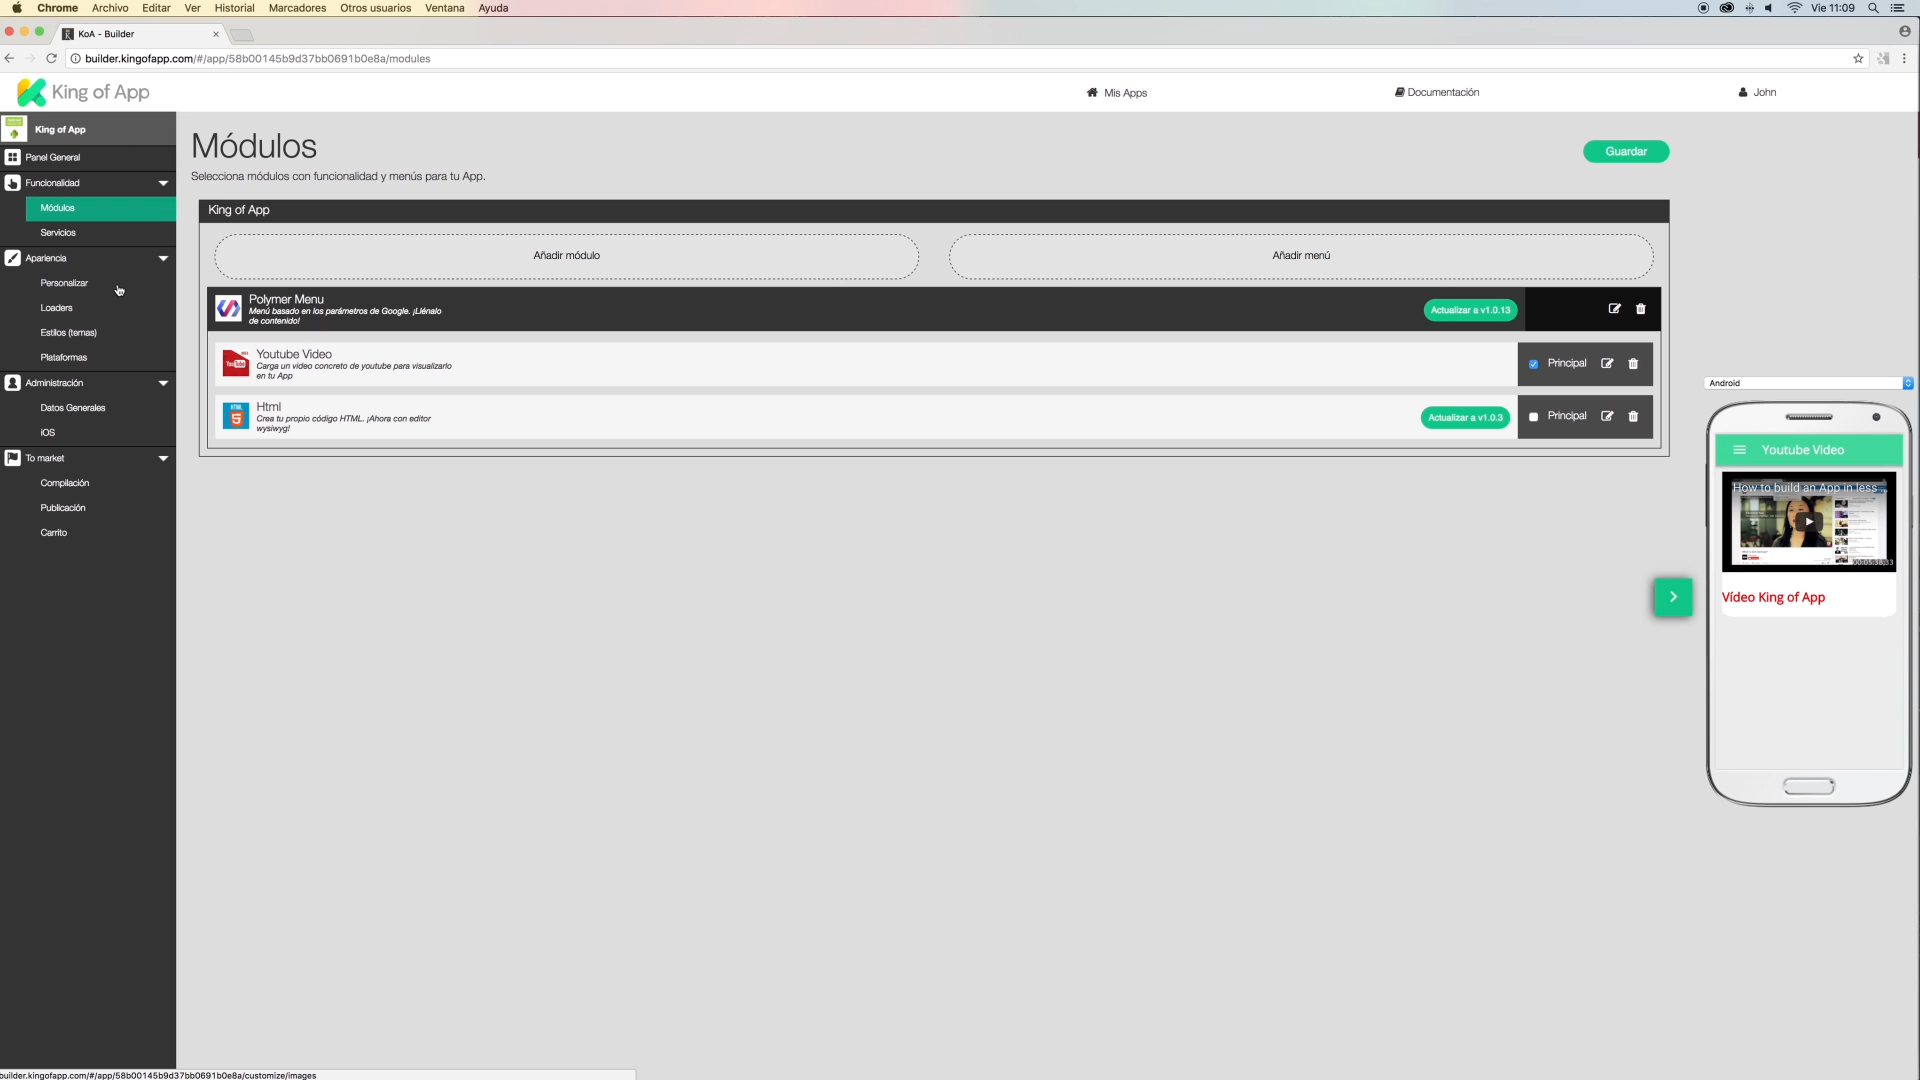 Chrome Archivo Editar Ver Historial Marcadores Otros usuarios Ventana Ayuda Vie 11:09
KoA - Builder
builder.kingofapp.com/#/app/58b00145b9d37bb0691b0e8a/modules
King of App Mis Apps Documentación John
King of App
Panel General
Funcionalidad
Módulos
Servicios
Apariencia
Personalizar
Loaders
Estilos (temas)
Plataformas
Administración
Datos Generales
iOS
To market
Compilación
Publicación
Carrito
Módulos
Guardar
Selecciona módulos con funcionalidad y menús para tu App.
King of App
Añadir módulo Añadir menú
Polymer Menu
Menú basado en los parámetros de Google. ¡Llénalo
de contenido!
Actualizar a v1.0.13
Youtube Video
Carga un video concreto de youtube para visualizarlo
en tu App
Principal
Html
Crea tu propio código HTML. ¡Ahora con editor
wysiwyg!
Actualizar a v1.0.3
Principal
Android
Youtube Video
How to build an App in less ...
Vídeo King of App
builder.kingofapp.com/#/app/58b00145b9d37bb0691b0e8a/customize/images